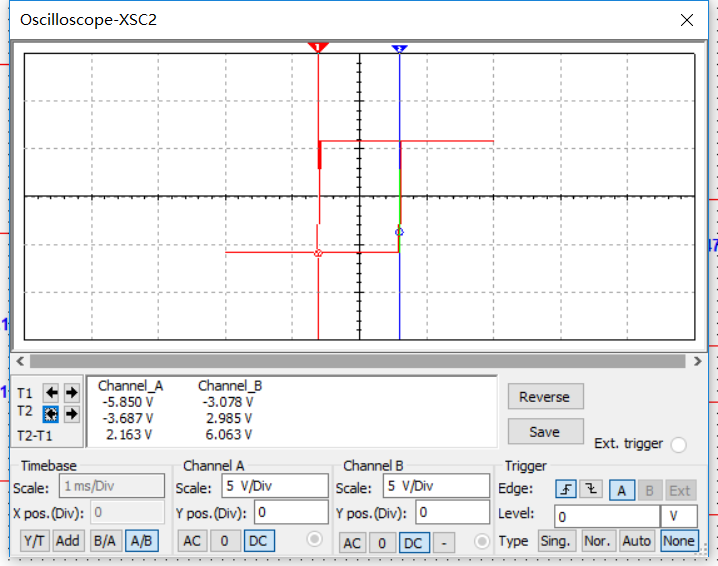 Oscilloscope-XSC2
1
2
T1
T2
T2-T1
Channel_A Channel_B
-5.850 V -3.078 V
-3.687 V 2.985 V
2.163 V 6.063 V
Reverse
Save
Ext. trigger
Timebase
Scale: 1 ms/Div
X pos.(Div): 0
Y/T Add B/A A/B
Channel A
Scale: 5 V/Div
Y pos.(Div): 0
AC 0 DC
Channel B
Scale: 5 V/Div
Y pos.(Div): 0
AC 0 DC -
Trigger
Edge: A B Ext
Level: 0 V
Type Sing. Nor. Auto None